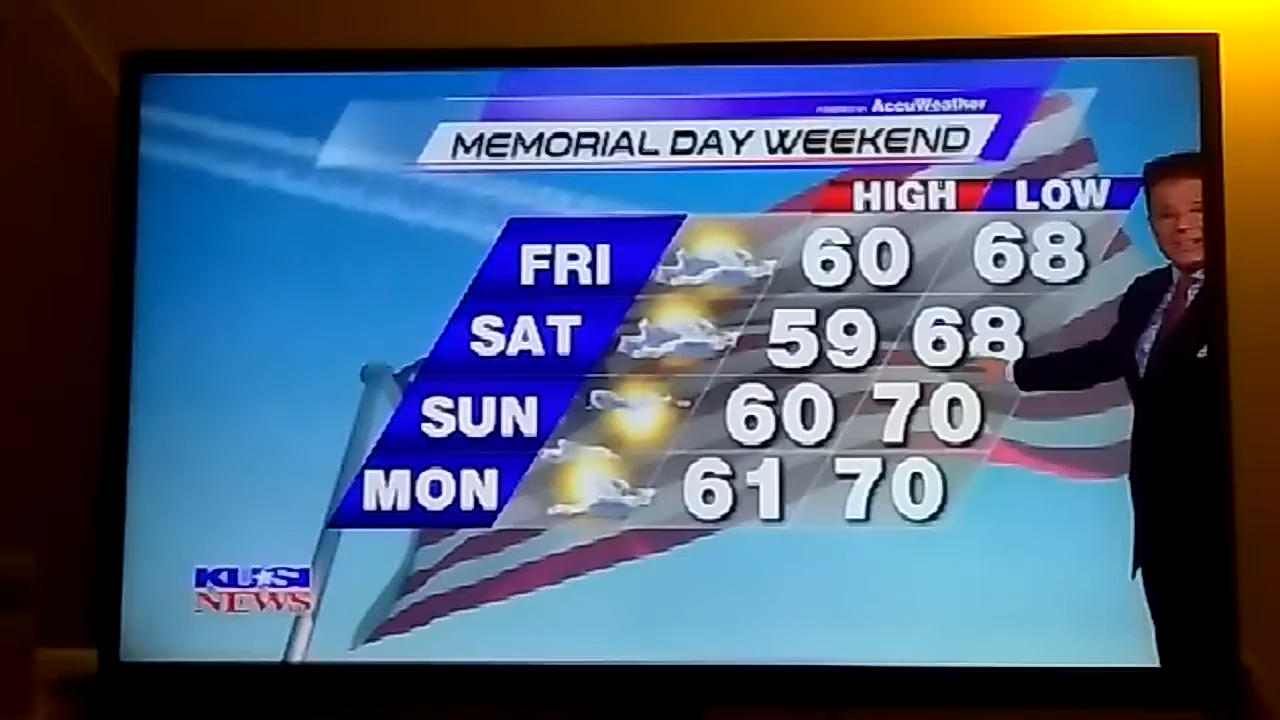 AccuWeather
MEMORIAL DAY WEEKEND
HIGH LOW
FRI 60 68
SAT 59 68
SUN 60 70
MON 61 70
KUSI
NEWS